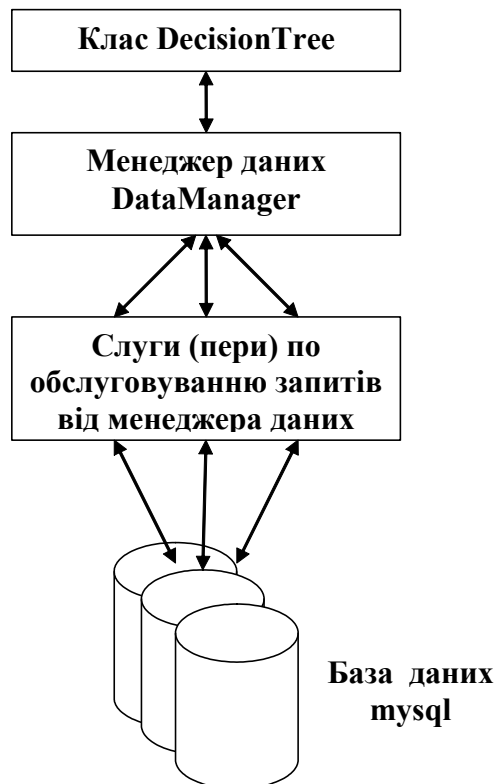 Клас DecisionTree
Менеджер даних
DataManager
Слуги (пери) по
обслуговуванню запитів
від менеджера даних
База даних
mysql